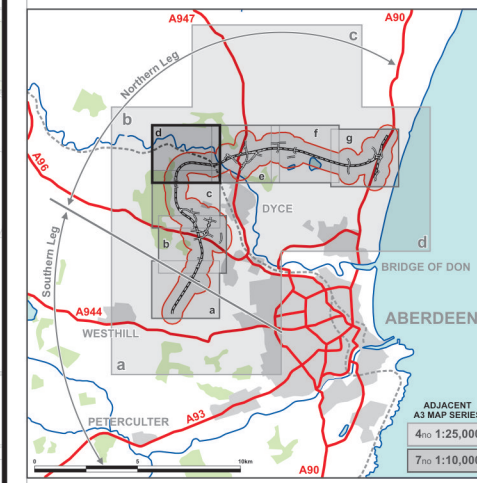 A947
A90
c
Northern Leg
b
d
f
g
A96
e
c
DYCE
Southern Leg
b
d
BRIDGE OF DON
a
A944
ABERDEEN
WESTHILL
a
ADJACENT
A3 MAP SERIES
A93
4no 1:25,000
PETERCULTER
7no 1:10,000
0 5 10km
A90